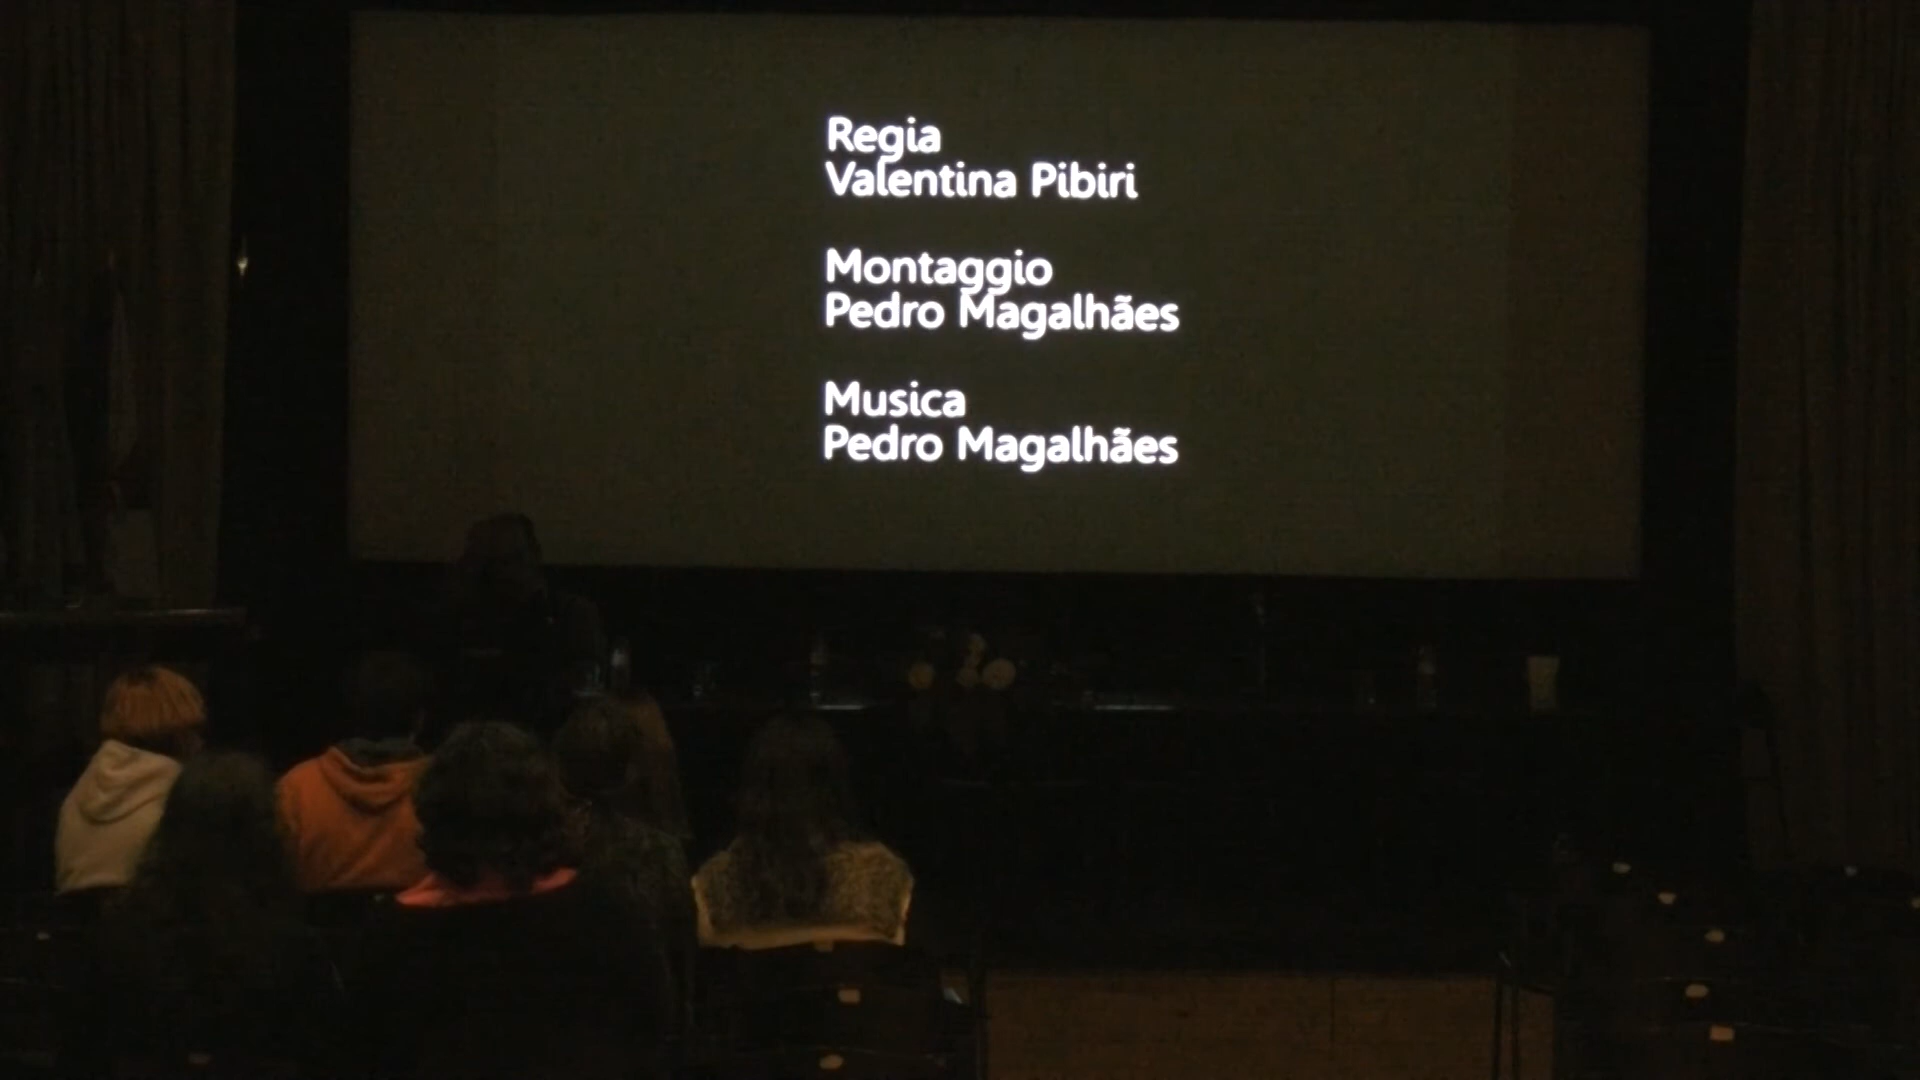 Regia
Valentina Pibiri
Montaggio
Pedro Magalhães
Musica
Pedro Magalhães